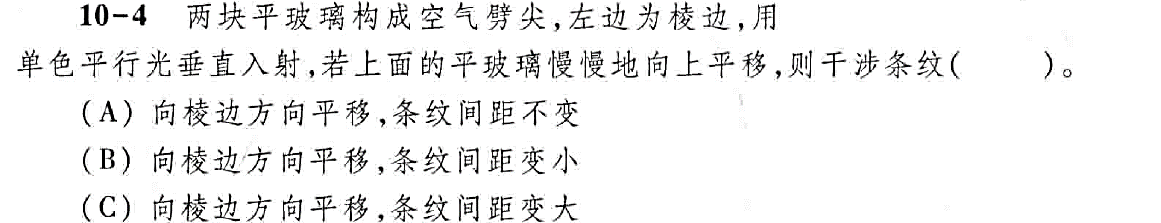 10-4 两块平玻璃构成空气劈尖,左边为棱边,用
单色平行光垂直入射,若上面的平玻璃慢慢地向上平移,则干涉条纹( )。
(A) 向棱边方向平移,条纹间距不变
(B) 向棱边方向平移,条纹间距变小
(C) 向棱边方向平移,条纹间距变大